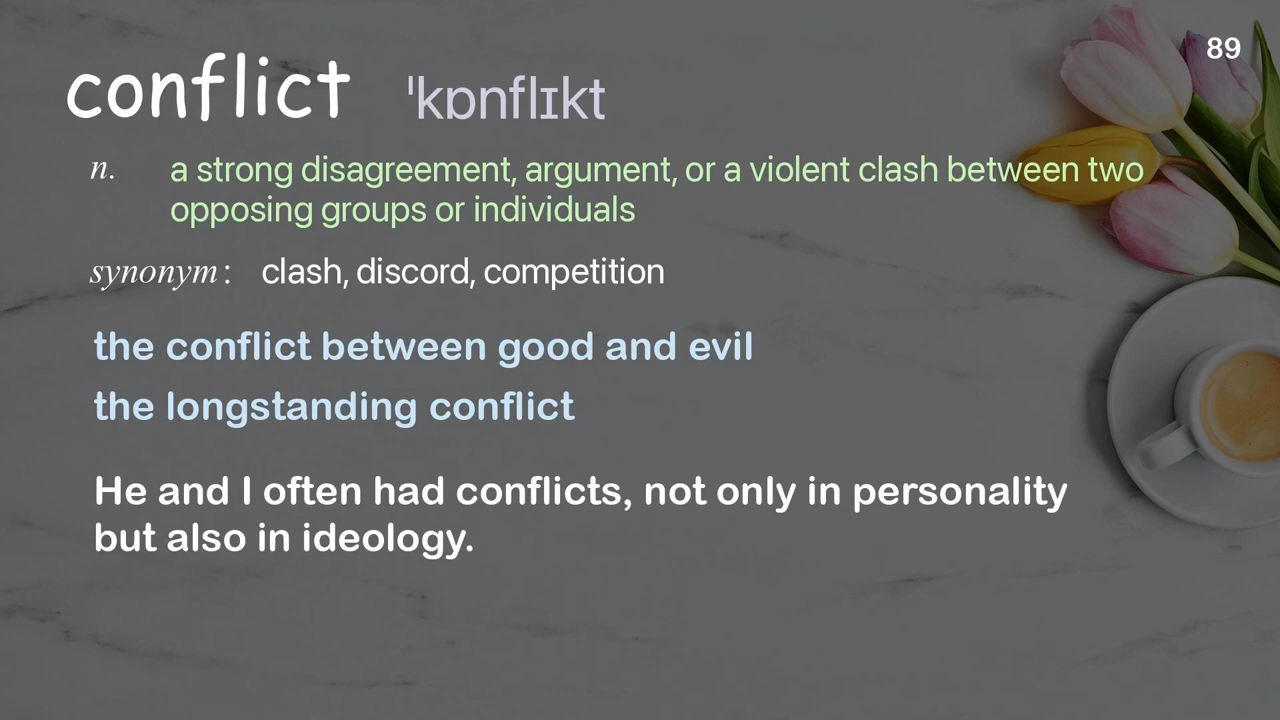 89
conflict ˈkɒnflɪkt
n. a strong disagreement, argument, or a violent clash between two
opposing groups or individuals
synonym: clash, discord, competition
the conflict between good and evil
the longstanding conflict
He and I often had conflicts, not only in personality
but also in ideology.